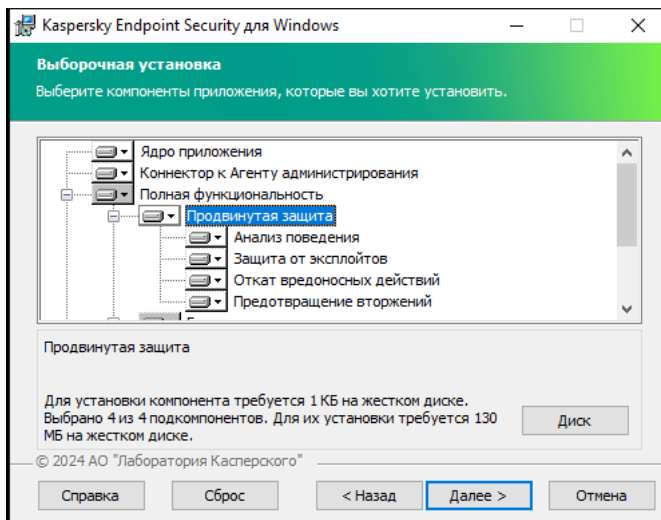 Kaspersky Endpoint Security для Windows
Выборочная установка
Выберите компоненты приложения, которые вы хотите установить.
Ядро приложения
Коннектор к Агенту администрирования
Полная функциональность
Продвинутая защита
Анализ поведения
Защита от эксплойтов
Откат вредоносных действий
Предотвращение вторжений
Продвинутая защита
Для установки компонента требуется 1 КБ на жестком диске.
Выбрано 4 из 4 подкомпонентов. Для их установки требуется 130
МБ на жестком диске.
Диск
© 2024 АО "Лаборатория Касперского"
Справка
Сброс
< Назад
Далее >
Отмена